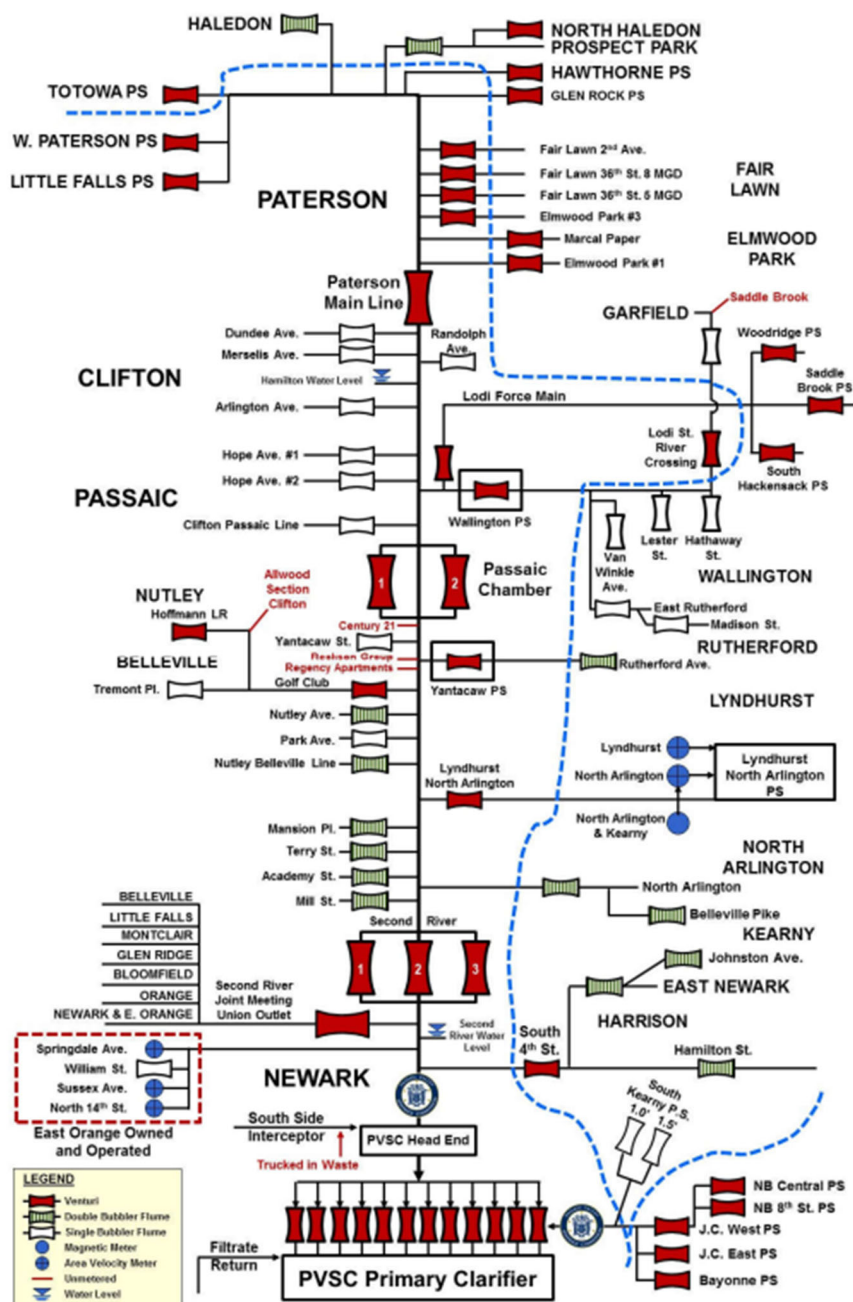 HALEDON
NORTH HALEDON
PROSPECT PARK
HAWTHORNE PS
GLEN ROCK PS
TOTOWA PS
W. PATERSON PS
LITTLE FALLS PS
PATERSON
Fair Lawn 2nd Ave.
Fair Lawn 36th St. 8 MGD
Fair Lawn 36th St. 5 MGD
Elmwood Park #3
Marcal Paper
Elmwood Park #1
FAIR
LAWN
ELMWOOD
PARK
Paterson
Main Line
Saddle Brook
GARFIELD
Woodridge PS
Saddle
Brook PS
Dundee Ave.
Merselis Ave.
Randolph
Ave.
CLIFTON
Hamilton Water Level
Arlington Ave.
Lodi Force Main
Lodi St.
River
Crossing
South
Hackensack PS
Hope Ave. #1
Hope Ave. #2
PASSAIC
Clifton Passaic Line
Wallington PS
Van
Winkle
Ave.
Lester
St.
Hathaway
St.
WALLINGTON
1
2
Passaic
Chamber
East Rutherford
Madison St.
RUTHERFORD
NUTLEY
Hoffmann LR
Allwood
Section
Clifton
Century 21
Yantacaw St.
Regency Apartments
BELLEVILLE
Tremont Pl.
Golf Club
Yantacaw PS
Rutherford Ave.
LYNDHURST
Nutley Ave.
Park Ave.
Nutley Belleville Line
Lyndhurst
North Arlington
Lyndhurst
North Arlington
North Arlington
& Kearny
Lyndhurst
North Arlington
PS
Mansion Pl.
Terry St.
Academy St.
Mill St.
NORTH
ARLINGTON
North Arlington
Belleville Pike
KEARNY
Johnston Ave.
EAST NEWARK
HARRISON
Second River
1
2
3
BELLEVILLE
LITTLE FALLS
MONTCLAIR
GLEN RIDGE
BLOOMFIELD
ORANGE
NEWARK & E. ORANGE
Second River
Joint Meeting
Union Outlet
Second
River Water
Level
South
4th St.
Hamilton St.
Springdale Ave.
William St.
Sussex Ave.
North 14th St.
East Orange Owned
and Operated
NEWARK
South Side
Interceptor
PVSC Head End
Trucked in Waste
South
Kearny P.S.
1.0'
1.5'
NB Central PS
NB 8th St. PS
J.C. West PS
J.C. East PS
Bayonne PS
Filtrate
Return
PVSC Primary Clarifier
LEGEND
Venturi
Double Bubbler Flume
Single Bubbler Flume
Magnetic Meter
Area Velocity Meter
Unmetered
Water Level